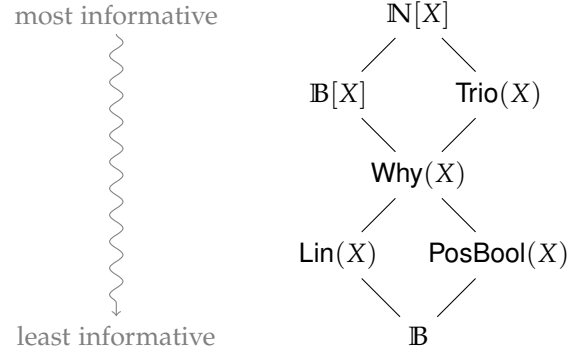 most informative
ℕ[X]
𝔹[X] Trio(X)
Why(X)
Lin(X) PosBool(X)
least informative
𝔹